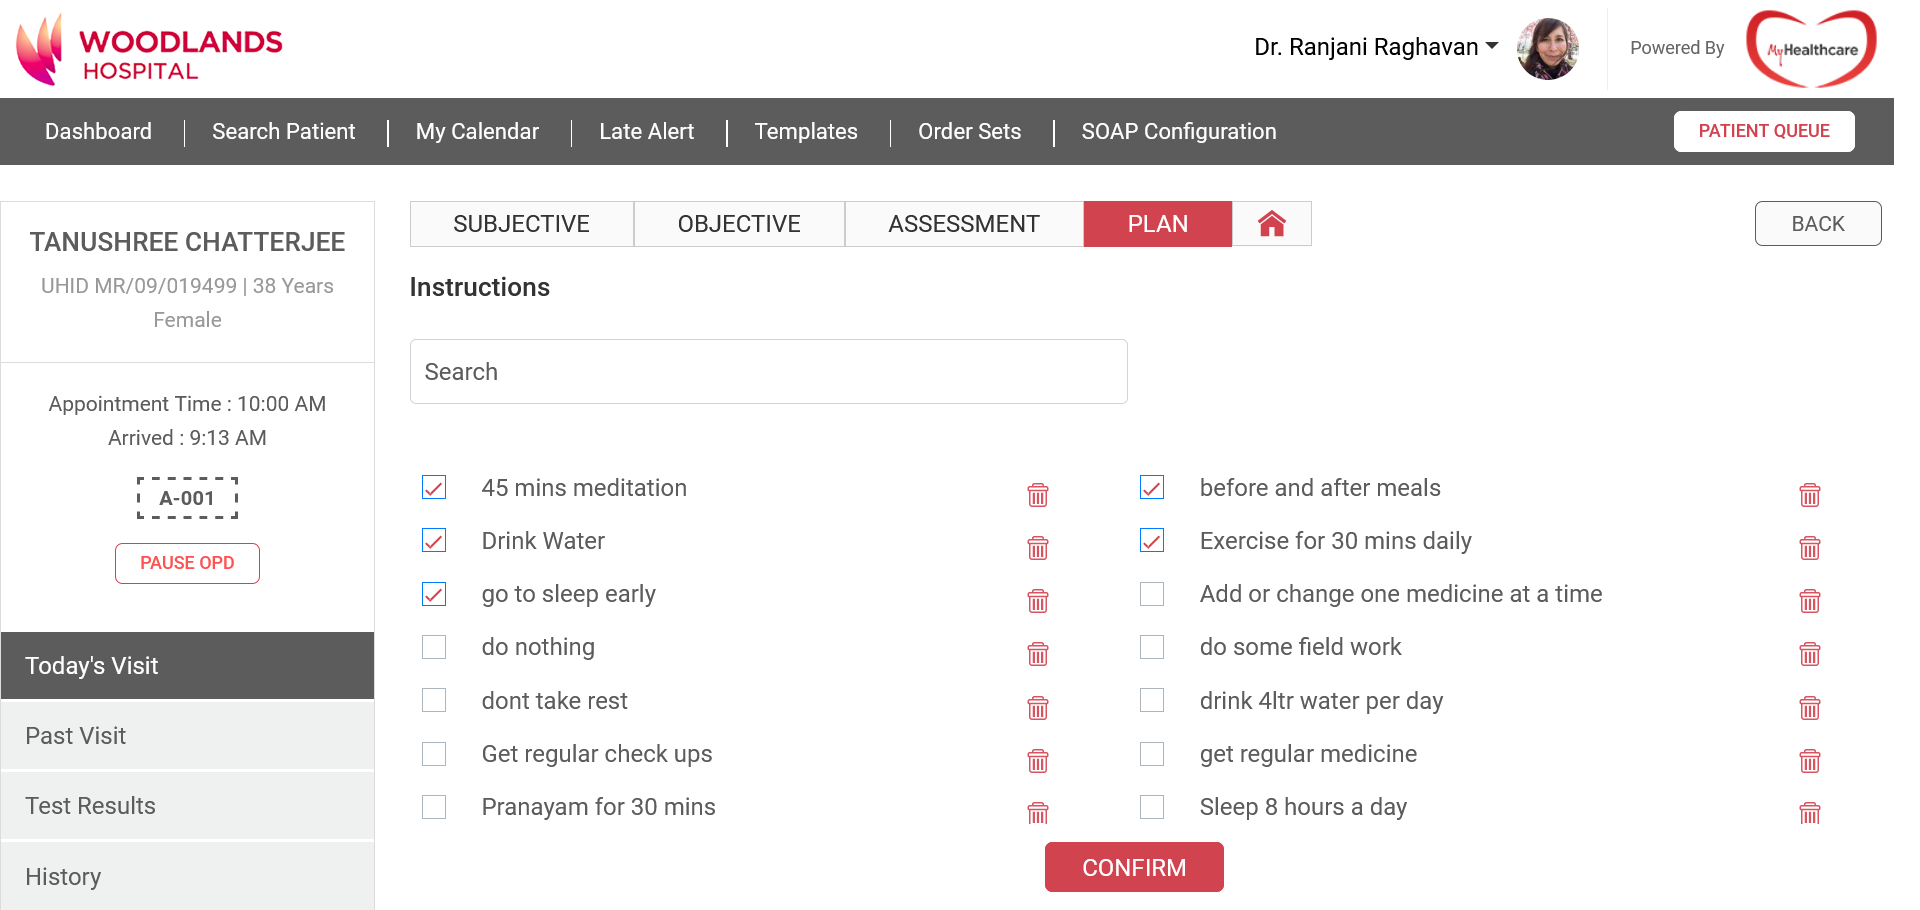 WOODLANDS
HOSPITAL
Dr. Ranjani Raghavan
Powered By
MyHealthcare
Dashboard
Search Patient
My Calendar
Late Alert
Templates
Order Sets
SOAP Configuration
PATIENT QUEUE
TANUSHREE CHATTERJEE
UHID MR/09/019499 | 38 Years
Female
Appointment Time : 10:00 AM
Arrived : 9:13 AM
A-001
PAUSE OPD
Today's Visit
Past Visit
Test Results
History
SUBJECTIVE
OBJECTIVE
ASSESSMENT
PLAN
BACK
Instructions
Search
45 mins meditation
before and after meals
Drink Water
Exercise for 30 mins daily
go to sleep early
Add or change one medicine at a time
do nothing
do some field work
dont take rest
drink 4ltr water per day
Get regular check ups
get regular medicine
Pranayam for 30 mins
Sleep 8 hours a day
CONFIRM